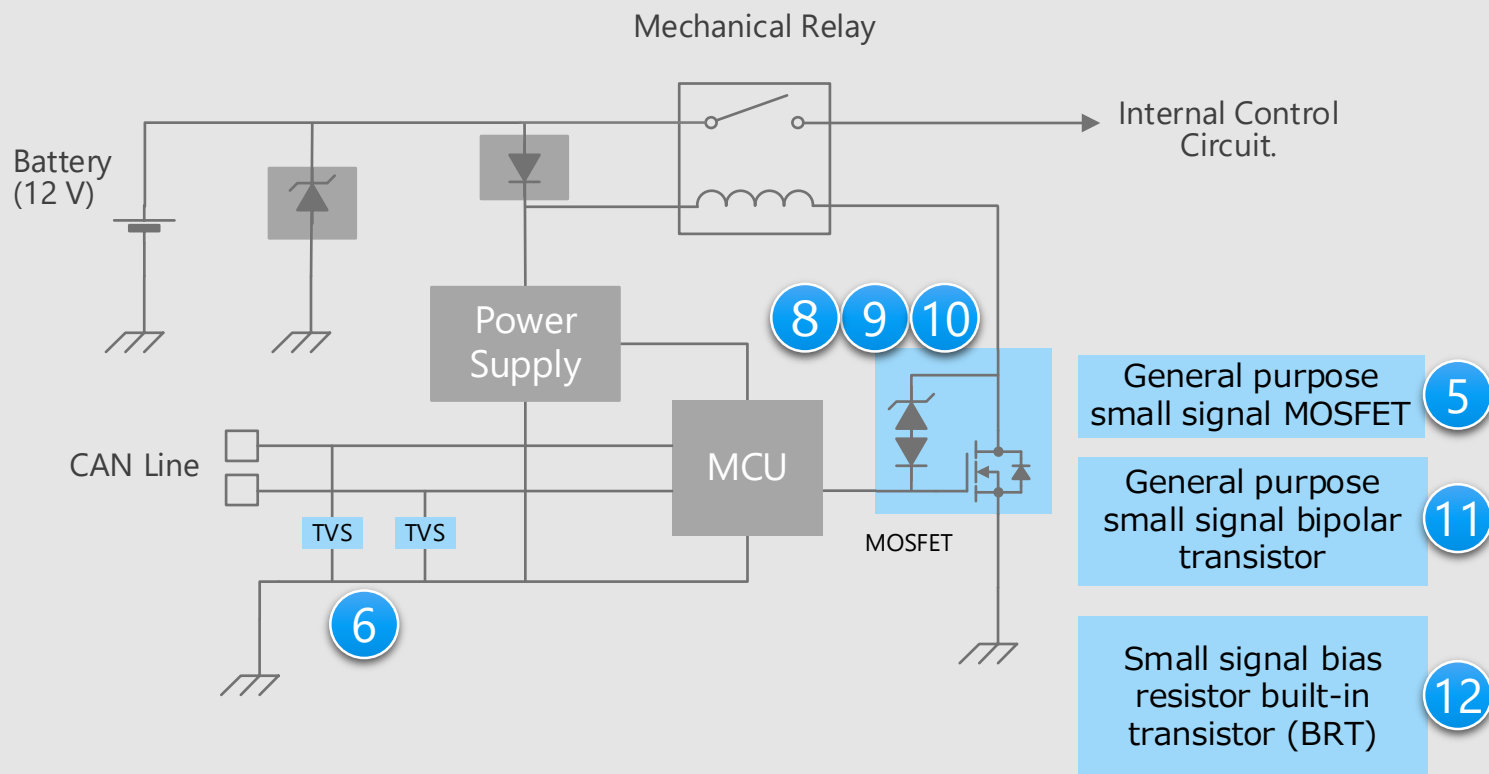 Mechanical Relay
Battery
(12 V)
Internal Control
Circuit.
Power
Supply
8
9
10
General purpose
small signal MOSFET
5
CAN Line
MCU
General purpose
small signal bipolar
transistor
11
TVS
TVS
MOSFET
6
Small signal bias
resistor built-in
transistor (BRT)
12